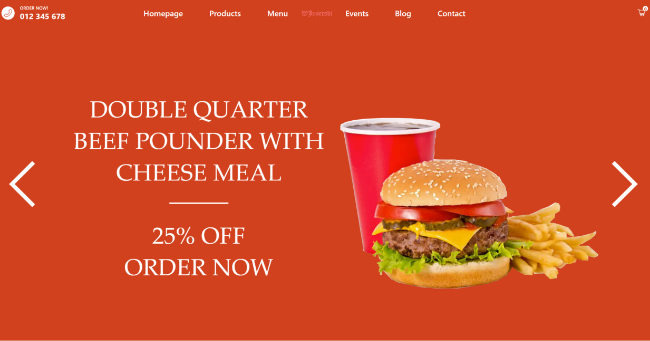 ORDER NOW!
012 345 678
Homepage
Products
Menu
Events
Blog
Contact
0
DOUBLE QUARTER
BEEF POUNDER WITH
CHEESE MEAL
25% OFF
ORDER NOW